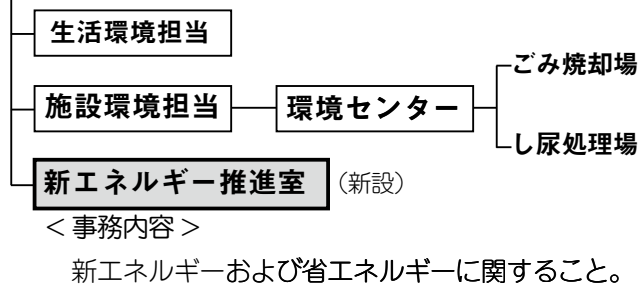 生活環境担当
ごみ焼却場
施設環境担当
環境センター
し尿処理場
新エネルギー推進室
（新設）
＜事務内容＞
新エネルギーおよび省エネルギーに関すること。